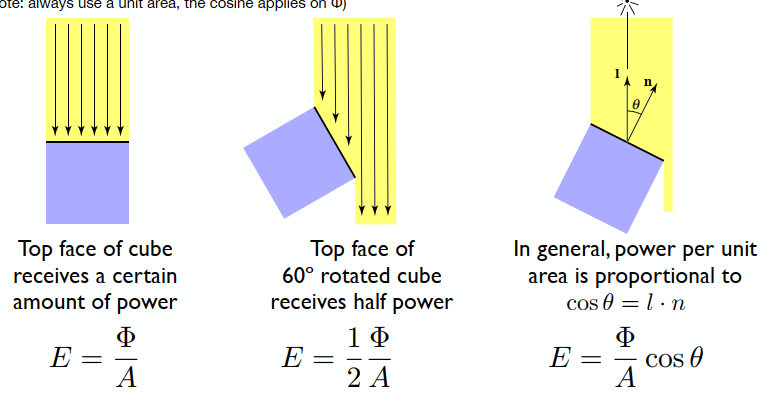 ote: always use a unit area, the cosine applies on Φ)
l
n
θ
Top face of cube
receives a certain
amount of power
E = Φ/A
Top face of
60° rotated cube
receives half power
E = 1/2 Φ/A
In general, power per unit
area is proportional to
cos θ = l · n
E = Φ/A cos θ